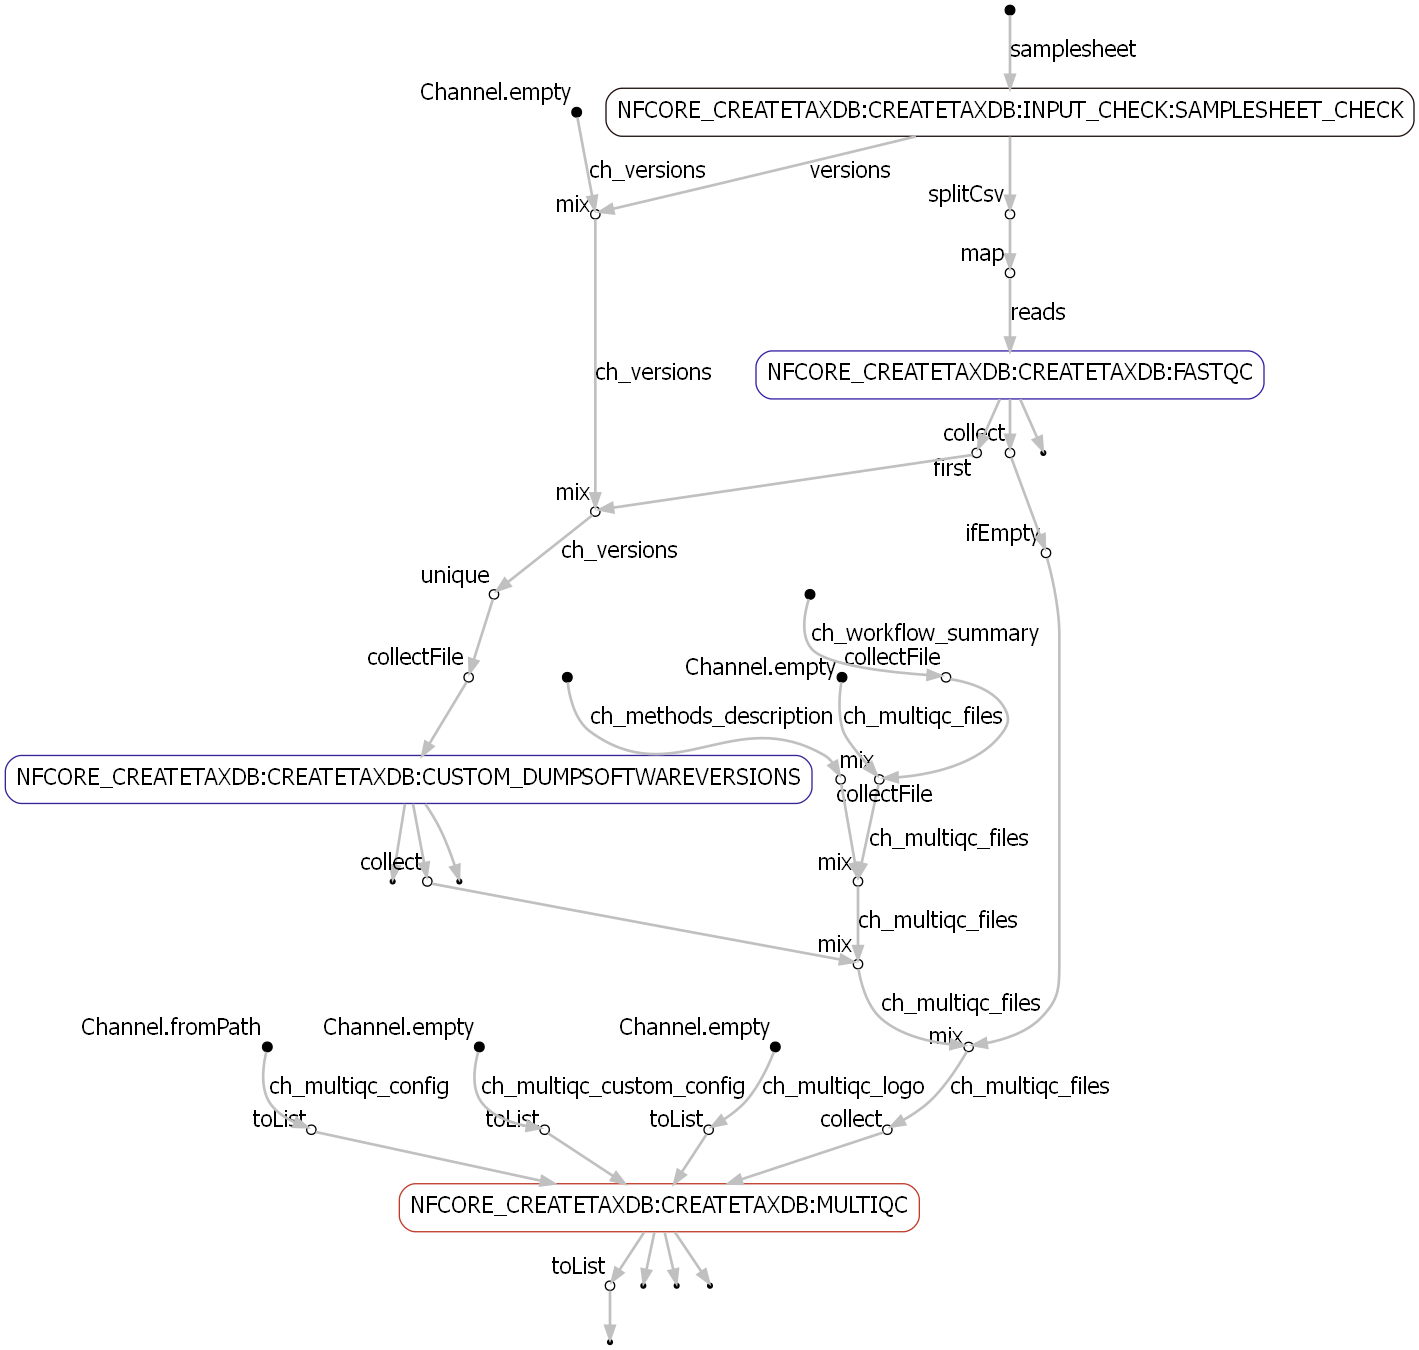 samplesheet
Channel.empty
NFCORE_CREATETAXDB:CREATETAXDB:INPUT_CHECK:SAMPLESHEET_CHECK
ch_versions
versions
splitCsv
mix
map
reads
ch_versions
NFCORE_CREATETAXDB:CREATETAXDB:FASTQC
collect
first
mix
ifEmpty
ch_versions
unique
ch_workflow_summary
collectFile
Channel.empty
collectFile
ch_methods_description
ch_multiqc_files
mix
NFCORE_CREATETAXDB:CREATETAXDB:CUSTOM_DUMPSOFTWAREVERSIONS
collectFile
ch_multiqc_files
collect
mix
ch_multiqc_files
mix
ch_multiqc_files
Channel.fromPath
Channel.empty
Channel.empty
mix
ch_multiqc_config
ch_multiqc_custom_config
ch_multiqc_logo
ch_multiqc_files
toList
toList
toList
collect
NFCORE_CREATETAXDB:CREATETAXDB:MULTIQC
toList